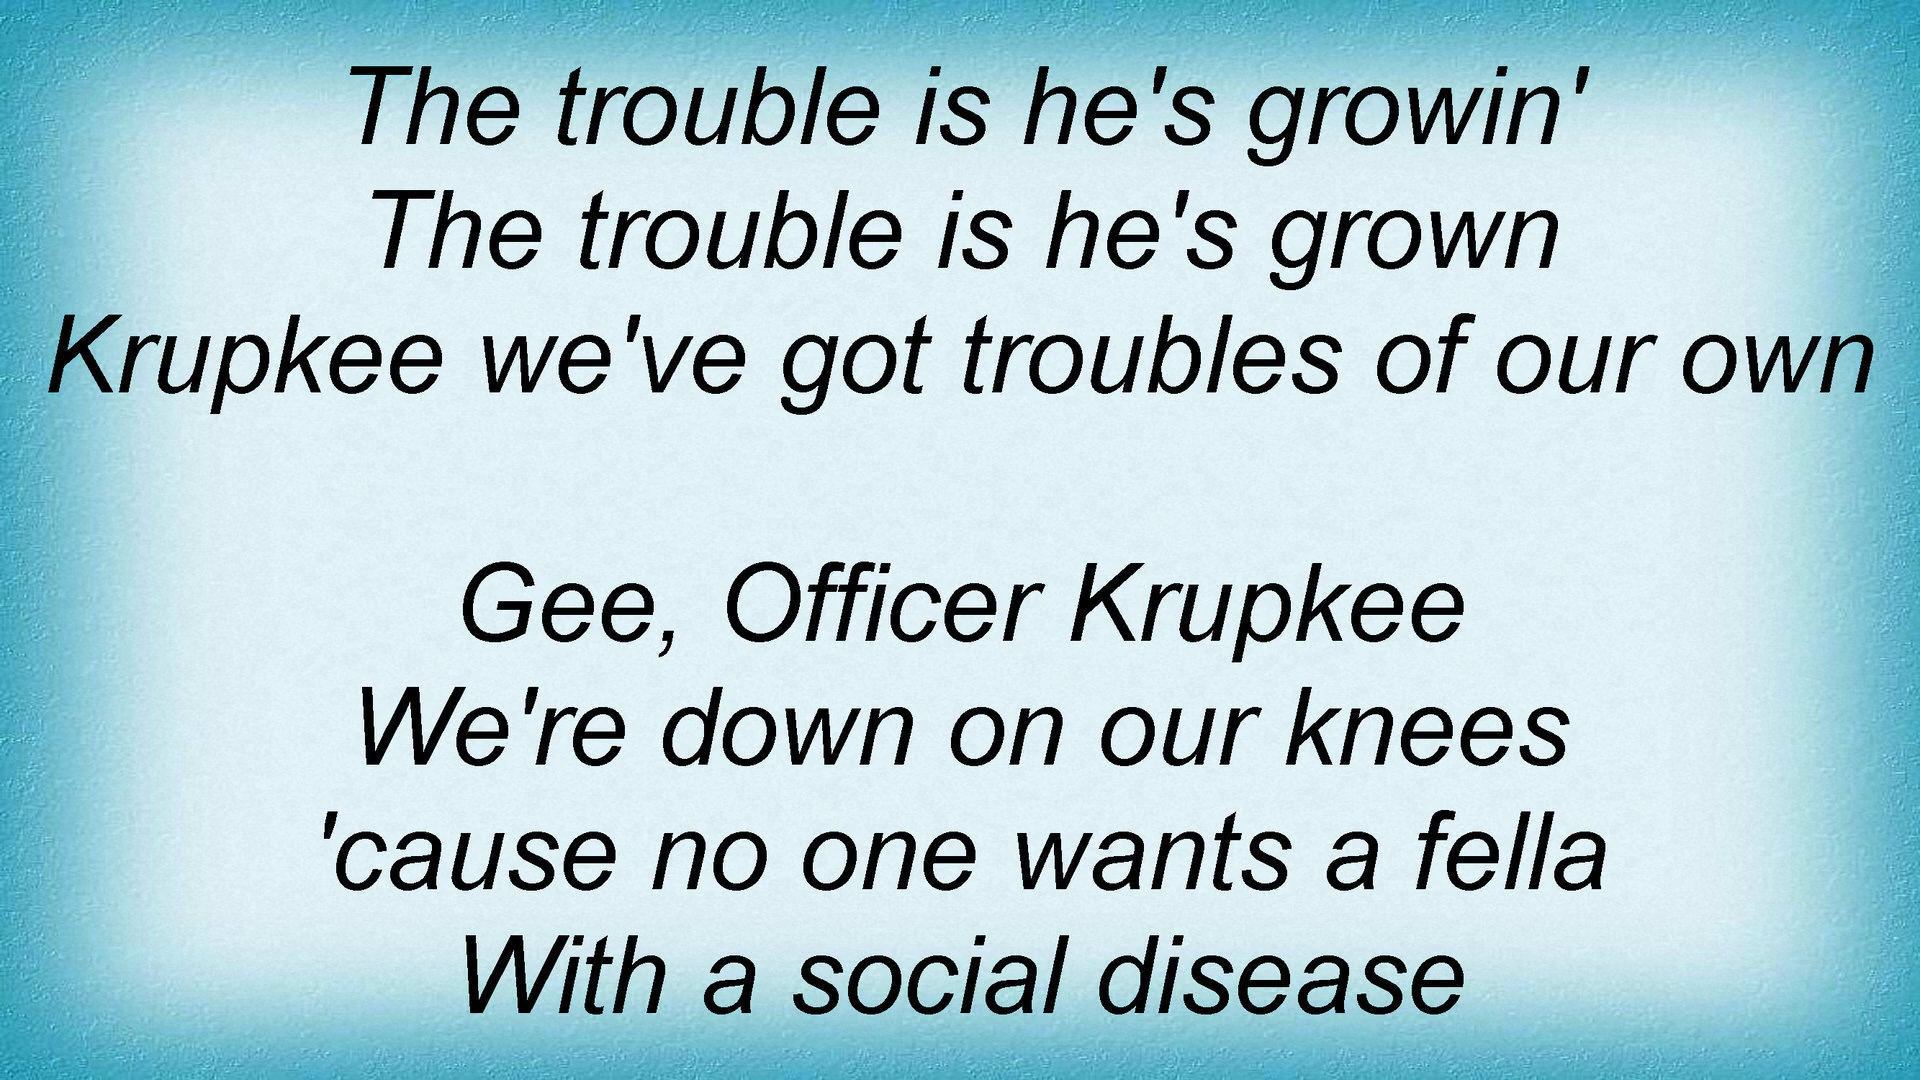 The trouble is he's growin'
The trouble is he's grown
Krupkee we've got troubles of our own
Gee, Officer Krupkee
We're down on our knees
'cause no one wants a fella
With a social disease